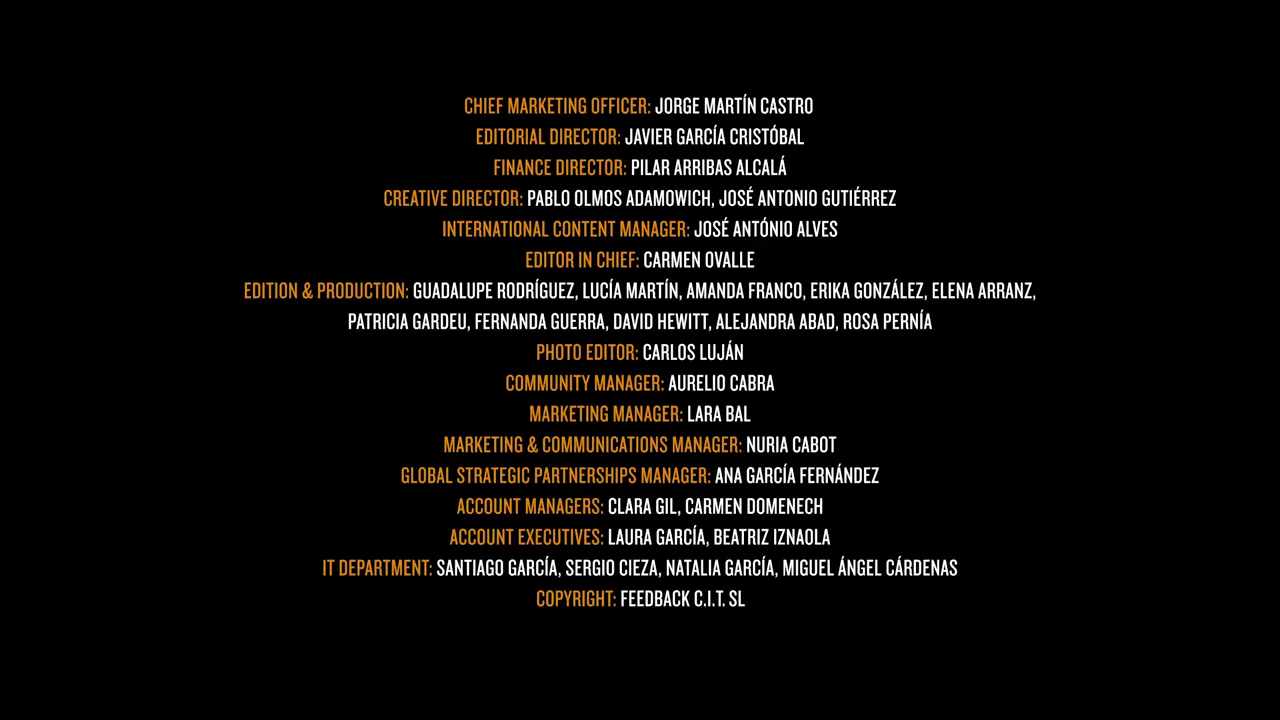 CHIEF MARKETING OFFICER: JORGE MARTÍN CASTRO
EDITORIAL DIRECTOR: JAVIER GARCÍA CRISTÓBAL
FINANCE DIRECTOR: PILAR ARRIBAS ALCALÁ
CREATIVE DIRECTOR: PABLO OLMOS ADAMOWICH, JOSÉ ANTONIO GUTIÉRREZ
INTERNATIONAL CONTENT MANAGER: JOSÉ ANTÓNIO ALVES
EDITOR IN CHIEF: CARMEN OVALLE
EDITION & PRODUCTION: GUADALUPE RODRÍGUEZ, LUCÍA MARTÍN, AMANDA FRANCO, ERIKA GONZÁLEZ, ELENA ARRANZ,
PATRICIA GARDEU, FERNANDA GUERRA, DAVID HEWITT, ALEJANDRA ABAD, ROSA PERNÍA
PHOTO EDITOR: CARLOS LUJÁN
COMMUNITY MANAGER: AURELIO CABRA
MARKETING MANAGER: LARA BAL
MARKETING & COMMUNICATIONS MANAGER: NURIA CABOT
GLOBAL STRATEGIC PARTNERSHIPS MANAGER: ANA GARCÍA FERNÁNDEZ
ACCOUNT MANAGERS: CLARA GIL, CARMEN DOMENECH
ACCOUNT EXECUTIVES: LAURA GARCÍA, BEATRIZ IZNAOLA
IT DEPARTMENT: SANTIAGO GARCÍA, SERGIO CIEZA, NATALIA GARCÍA, MIGUEL ÁNGEL CÁRDENAS
COPYRIGHT: FEEDBACK C.I.T. SL